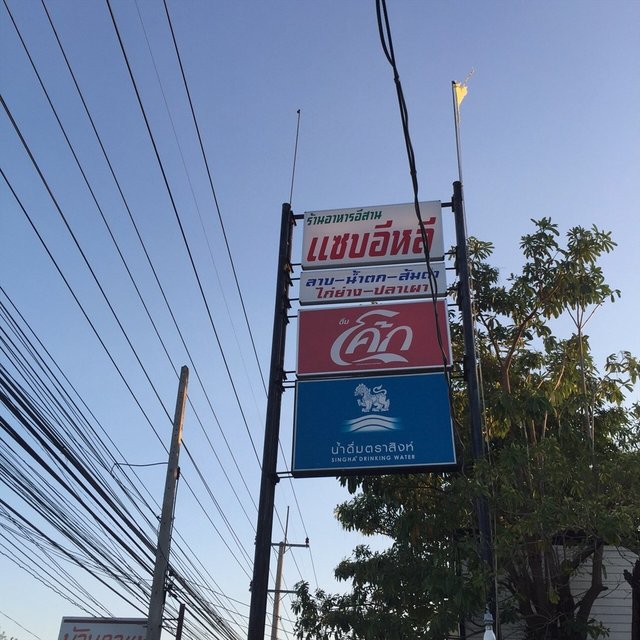 ร้านอาหารอีสาน
แซบอีหลี
ลาบ-น้ำตก-ส้มตำ
ไก่ย่าง-ปลาเผา
ดื่ม
โค้ก
น้ำดื่มตราสิงห์
SINGHA DRINKING WATER